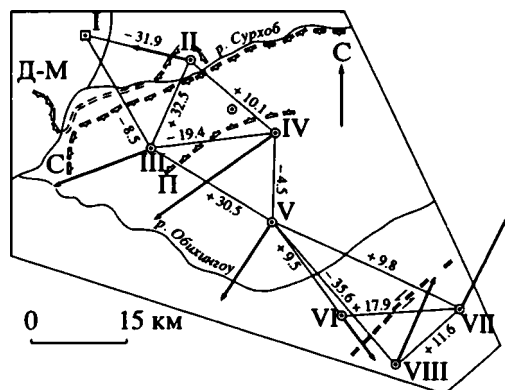 I
II
− 31.9
р. Сурхоб
С
Д-М
+ 32.5
+ 10.1
− 8.5
− 19.4
IV
С
III
П
− 4.5
+ 30.5
V
р. Обихингоу
+ 9.5
− 35.6
+ 9.8
+ 17.9
VI
VII
+ 11.6
VIII
0 15 км